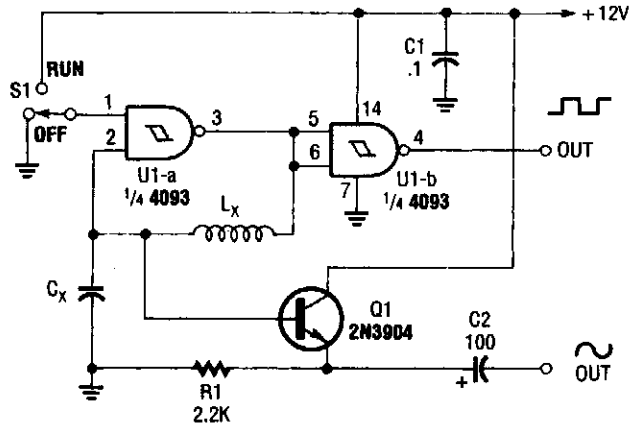 +12V
C1
.1
RUN
S1
OFF
1
2
3
U1-a
1/4 4093
5
6
14
7
4
U1-b
1/4 4093
OUT
LX
CX
Q1
2N3904
R1
2.2K
C2
100
+
OUT